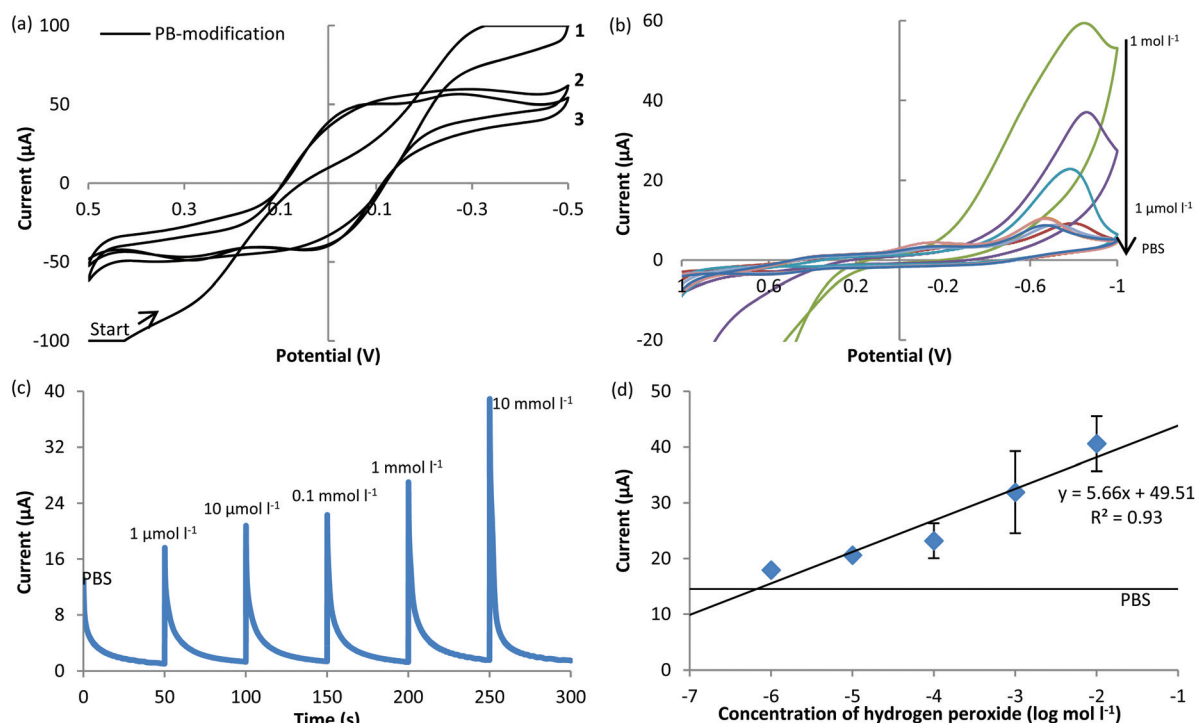 (a)
PB-modification
100
50
0
-50
-100
Current (µA)
0.5 0.3 0.1 0.1 -0.3 -0.5
1
2
3
Start
Potential (V)
(b)
60
40
20
0
-20
Current (µA)
1 0.6 0.2 -0.2 -0.6 -1
1 mol l-1
1 µmol l-1
PBS
Potential (V)
(c)
40
32
24
16
8
0
Current (µA)
PBS
1 µmol l-1
10 µmol l-1
0.1 mmol l-1
1 mmol l-1
10 mmol l-1
0 50 100 150 200 250 300
Time (s)
(d)
50
40
30
20
10
0
Current (µA)
y = 5.66x + 49.51
R² = 0.93
PBS
-7 -6 -5 -4 -3 -2 -1
Concentration of hydrogen peroxide (log mol l-1)